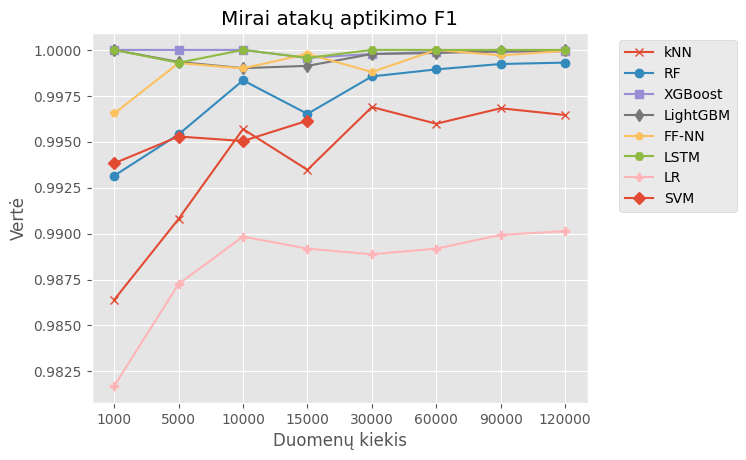 Mirai atakų aptikimo F1
Vertė
1.0000
0.9975
0.9950
0.9925
0.9900
0.9875
0.9850
0.9825
1000 5000 10000 15000 30000 60000 90000 120000
Duomenų kiekis
kNN
RF
XGBoost
LightGBM
FF-NN
LSTM
LR
SVM